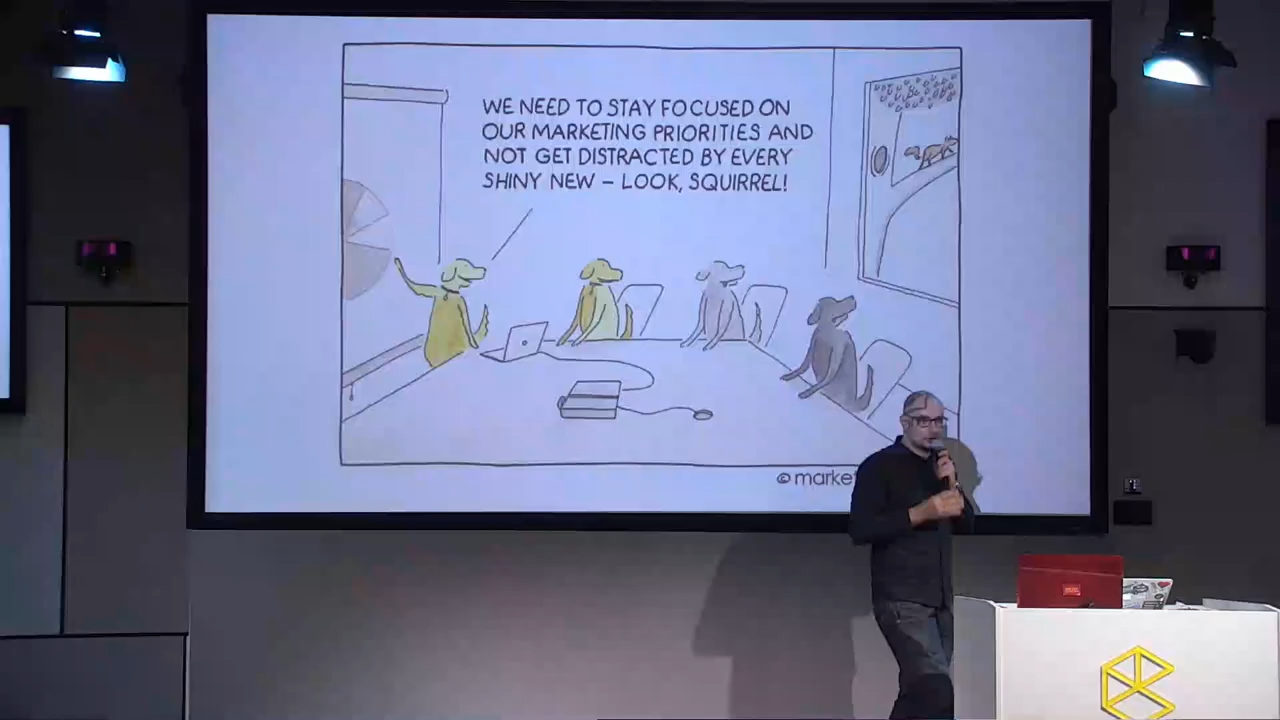 WE NEED TO STAY FOCUSED ON
OUR MARKETING PRIORITIES AND
NOT GET DISTRACTED BY EVERY
SHINY NEW – LOOK, SQUIRREL!
© marke